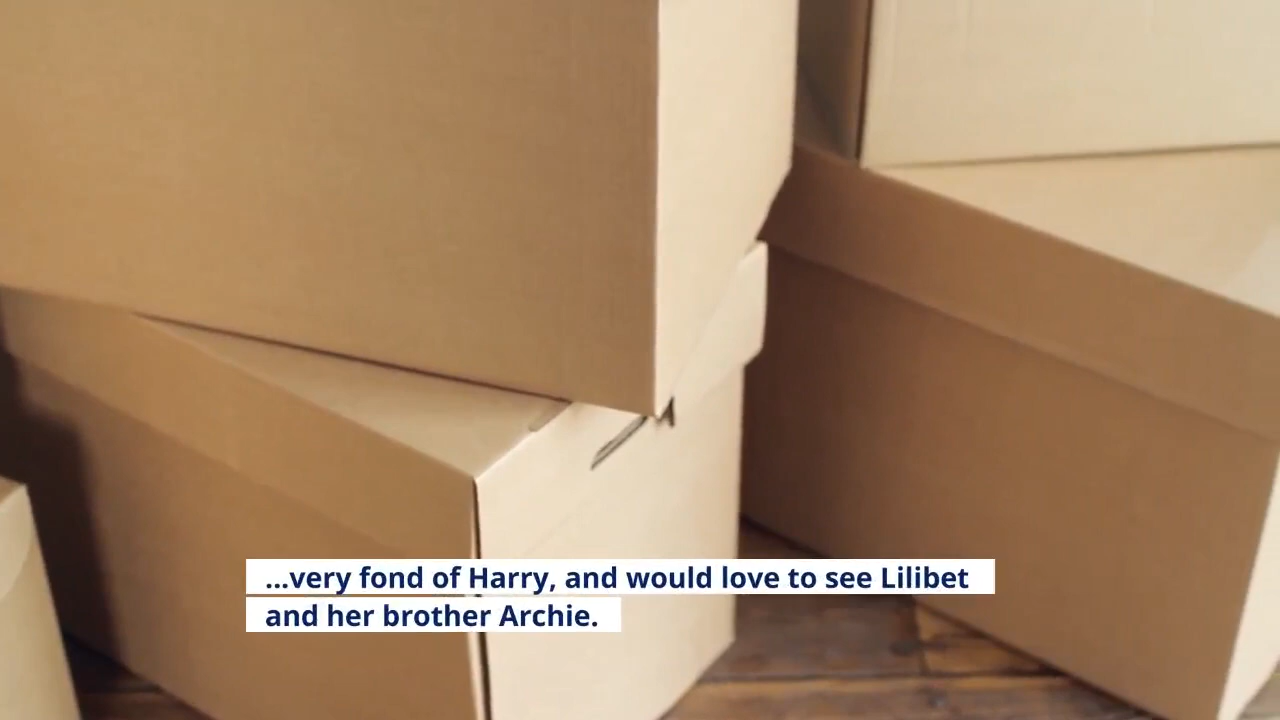 ...very fond of Harry, and would love to see Lilibet
and her brother Archie.